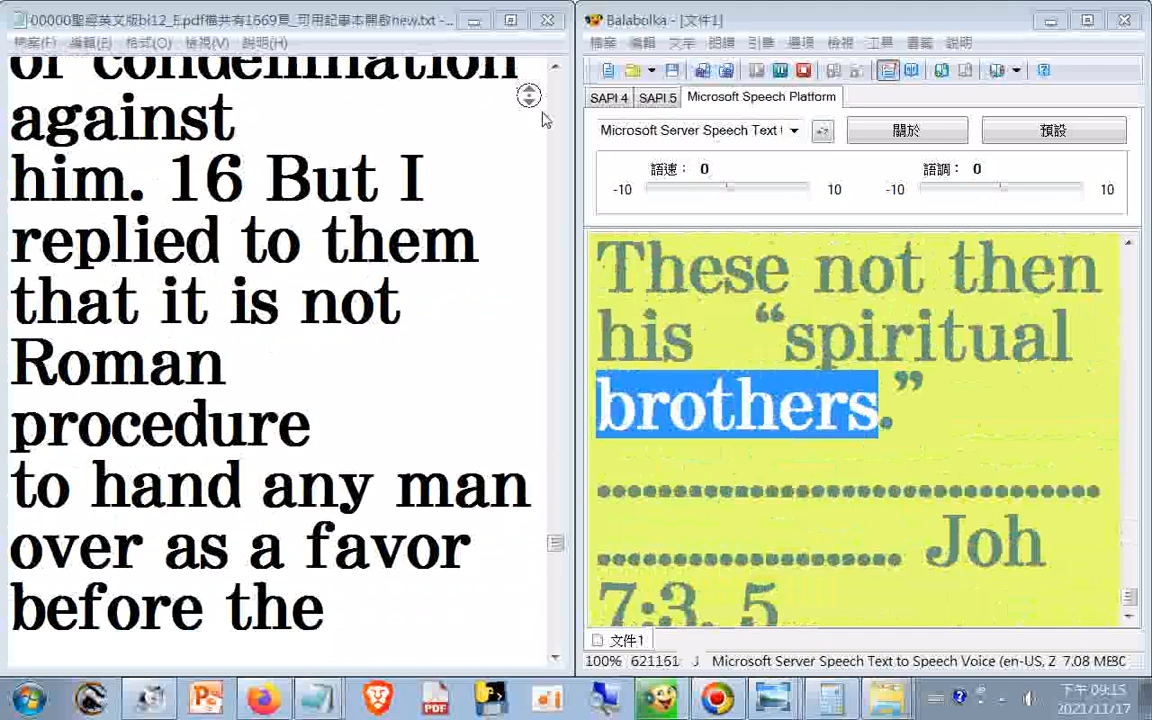 00000聖經英文版bi12_E.pdf檔共有1669頁_可用記事本開啟new.txt -...
檔案(F) 編輯(E) 格式(O) 檢視(V) 說明(H)
or condemnation
against
him. 16 But I
replied to them
that it is not
Roman
procedure
to hand any man
over as a favor
before the
Balabolka - [文件1]
檔案 編輯 文字 朗讀 引擎 選項 檢視 工具 書籤 說明
SAPI 4 SAPI 5 Microsoft Speech Platform
Microsoft Server Speech Text
關於 預設
語速： 0 語調： 0
-10 10 -10 10
These not then
his “spiritual
brothers.”
.................................
.................... Joh
7:3, 5
文件1
100% 621161 Microsoft Server Speech Text to Speech Voice (en-US, Z 7.08 MB
PDF
下午 09:15
2021/11/17